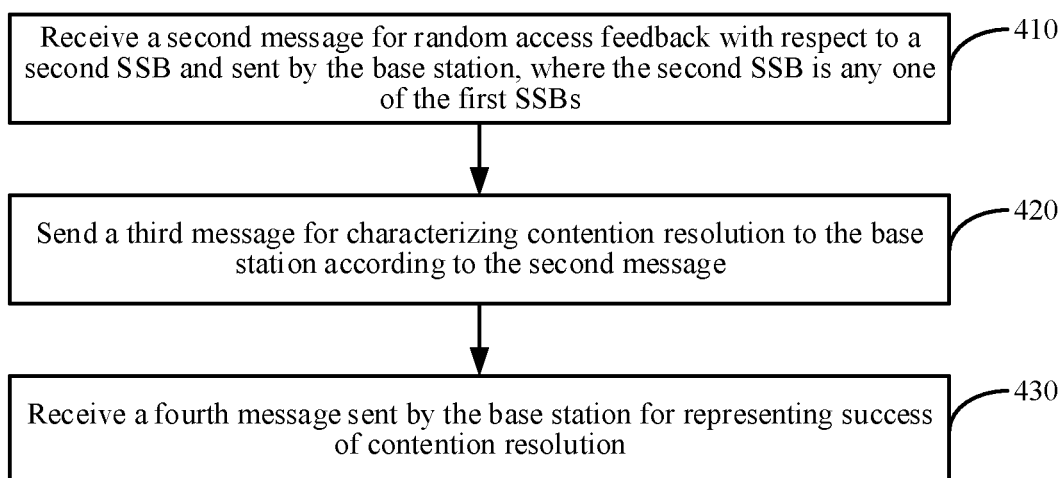 Receive a second message for random access feedback with respect to a
second SSB and sent by the base station, where the second SSB is any one
of the first SSBs
410
Send a third message for characterizing contention resolution to the base
station according to the second message
420
Receive a fourth message sent by the base station for representing success
of contention resolution
430